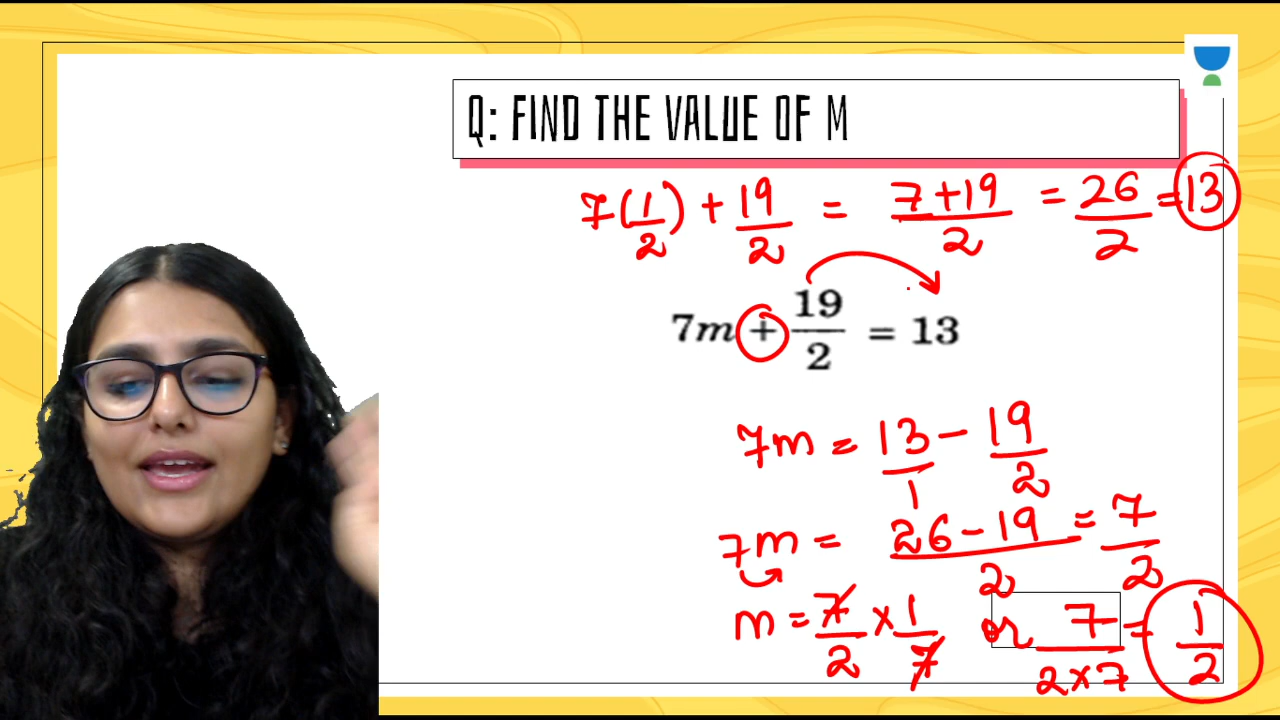 Q: FIND THE VALUE OF M
7(1/2) + 19/2 = (7+19)/2 = 26/2 = 13
7m + 19/2 = 13
7m = 13/1 - 19/2
7m = (26-19)/2 = 7/2
m = 7/2 × 1/7 or 7/(2×7) = 1/2